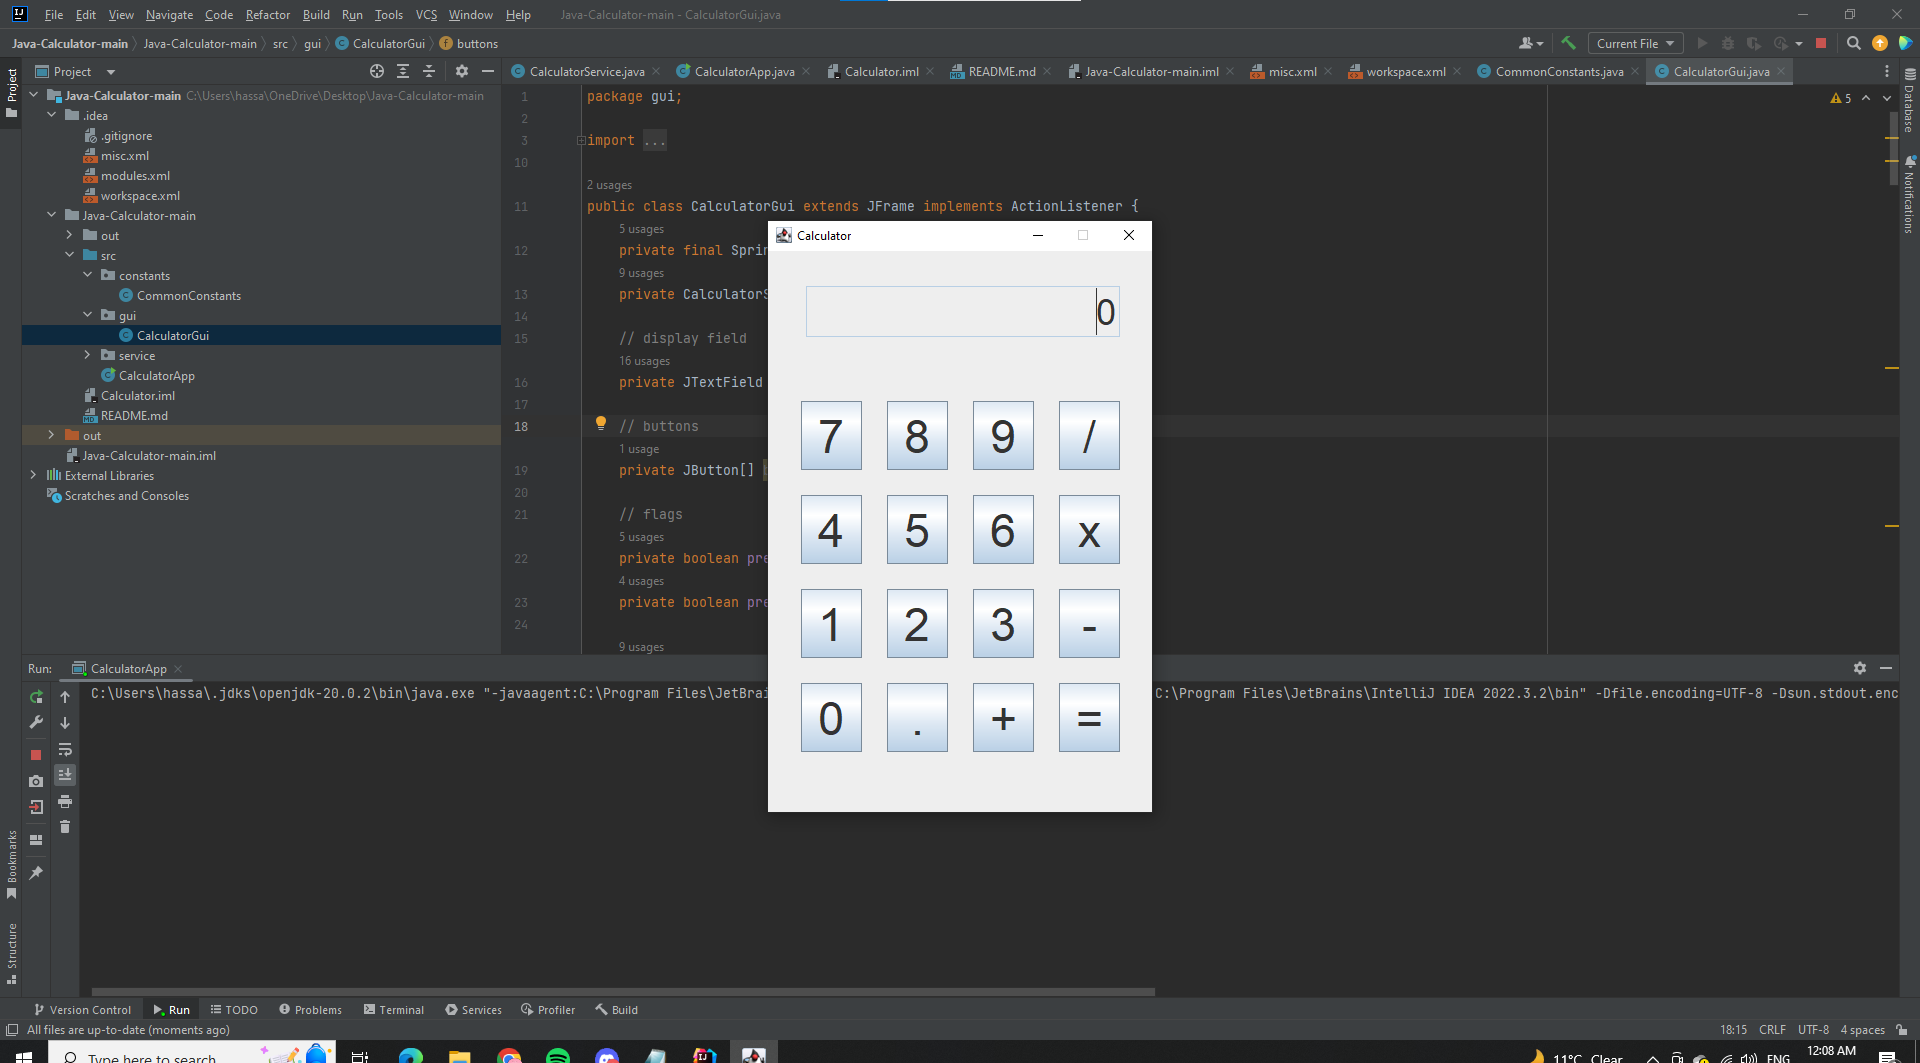 File Edit View Navigate Code Refactor Build Run Tools VCS Window Help Java-Calculator-main - CalculatorGui.java
Java-Calculator-main Java-Calculator-main src gui CalculatorGui buttons Current File
Project
CalculatorService.java CalculatorApp.java Calculator.iml README.md Java-Calculator-main.iml misc.xml workspace.xml CommonConstants.java CalculatorGui.java
Project
Java-Calculator-main C:\Users\hassa\OneDrive\Desktop\Java-Calculator-main
.idea
.gitignore
misc.xml
modules.xml
workspace.xml
Java-Calculator-main
out
src
constants
CommonConstants
gui
CalculatorGui
service
CalculatorApp
Calculator.iml
README.md
out
Java-Calculator-main.iml
External Libraries
Scratches and Consoles
1 package gui;
2
3 import ...
10
2 usages
11 public class CalculatorGui extends JFrame implements ActionListener {
5 usages
12 private final Sprin
9 usages
13 private CalculatorS
14
15 // display field
16 usages
16 private JTextField
17
18 // buttons
1 usage
19 private JButton[]
20
21 // flags
5 usages
22 private boolean pre
4 usages
23 private boolean pre
24
9 usages
5
Database
Notifications
Calculator
0
7 8 9 /
4 5 6 x
1 2 3 -
0 . + =
Run: CalculatorApp
C:\Users\hassa\.jdks\openjdk-20.0.2\bin\java.exe "-javaagent:C:\Program Files\JetBrai C:\Program Files\JetBrains\IntelliJ IDEA 2022.3.2\bin" -Dfile.encoding=UTF-8 -Dsun.stdout.enc
Bookmarks
Structure
Version Control Run TODO Problems Terminal Services Profiler Build
All files are up-to-date (moments ago) 18:15 CRLF UTF-8 4 spaces
Type here to search 11°C Clear ENG 12:08 AM